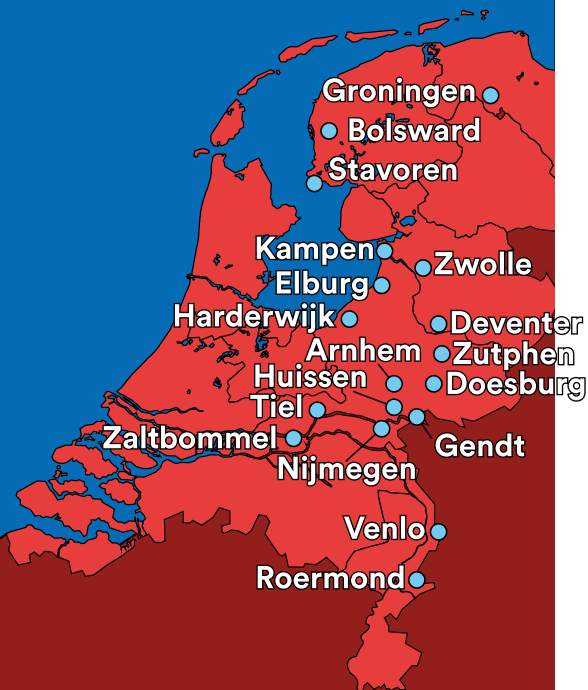 Groningen
Bolsward
Stavoren
Kampen
Zwolle
Elburg
Harderwijk
Deventer
Arnhem
Zutphen
Huissen
Doesburg
Tiel
Zaltbommel
Gendt
Nijmegen
Venlo
Roermond